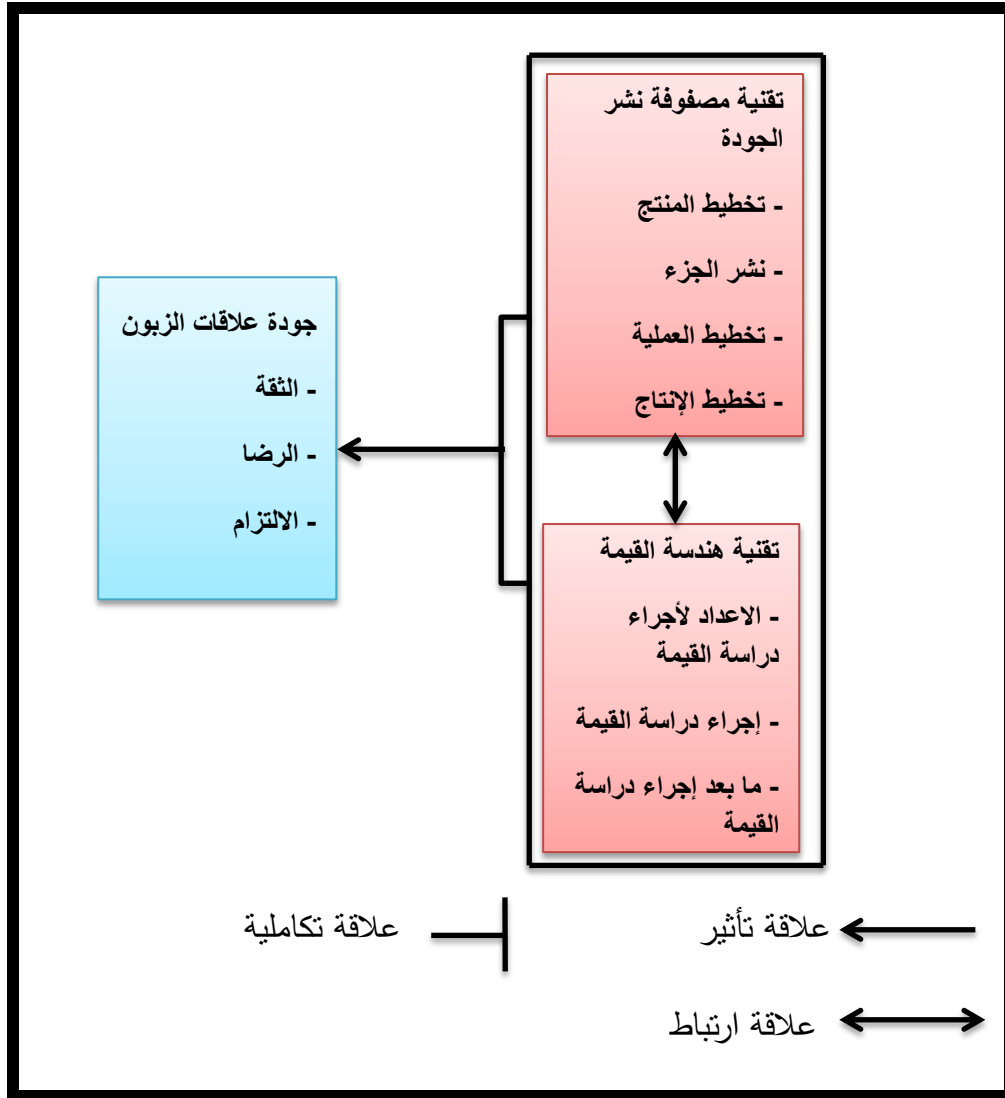 تقنية مصفوفة نشر
الجودة
- تخطيط المنتج
- نشر الجزء
- تخطيط العملية
- تخطيط الإنتاج
جودة علاقات الزبون
- الثقة
- الرضا
- الالتزام
تقنية هندسة القيمة
- الاعداد لأجراء
دراسة القيمة
- إجراء دراسة القيمة
- ما بعد إجراء دراسة
القيمة
علاقة تأثير
علاقة تكاملية
علاقة ارتباط